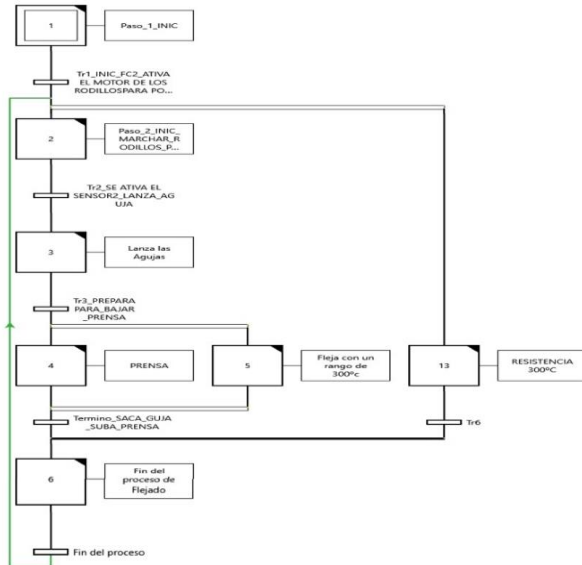 1
Paso_1_INIC
Tr1_INIC_FC2_ATIVA
EL MOTOR DE LOS
RODILLOSPARA PO...
2
Paso_2_INIC_
MARCHAR_R
ODILLOS_P...
Tr2_SE ATIVA EL
SENSOR2_LANZA_AG
UJA
3
Lanza las
Agujas
Tr3_PREPARA
PARA_BAJAR
_PRENSA
4
PRENSA
5
Fleja con un
rango de
300ºc
13
RESISTENCIA
300ºC
Termino_SACA_GUJA
_SUBA_PRENSA
Tr6
6
Fin del
proceso de
Flejado
Fin del proceso